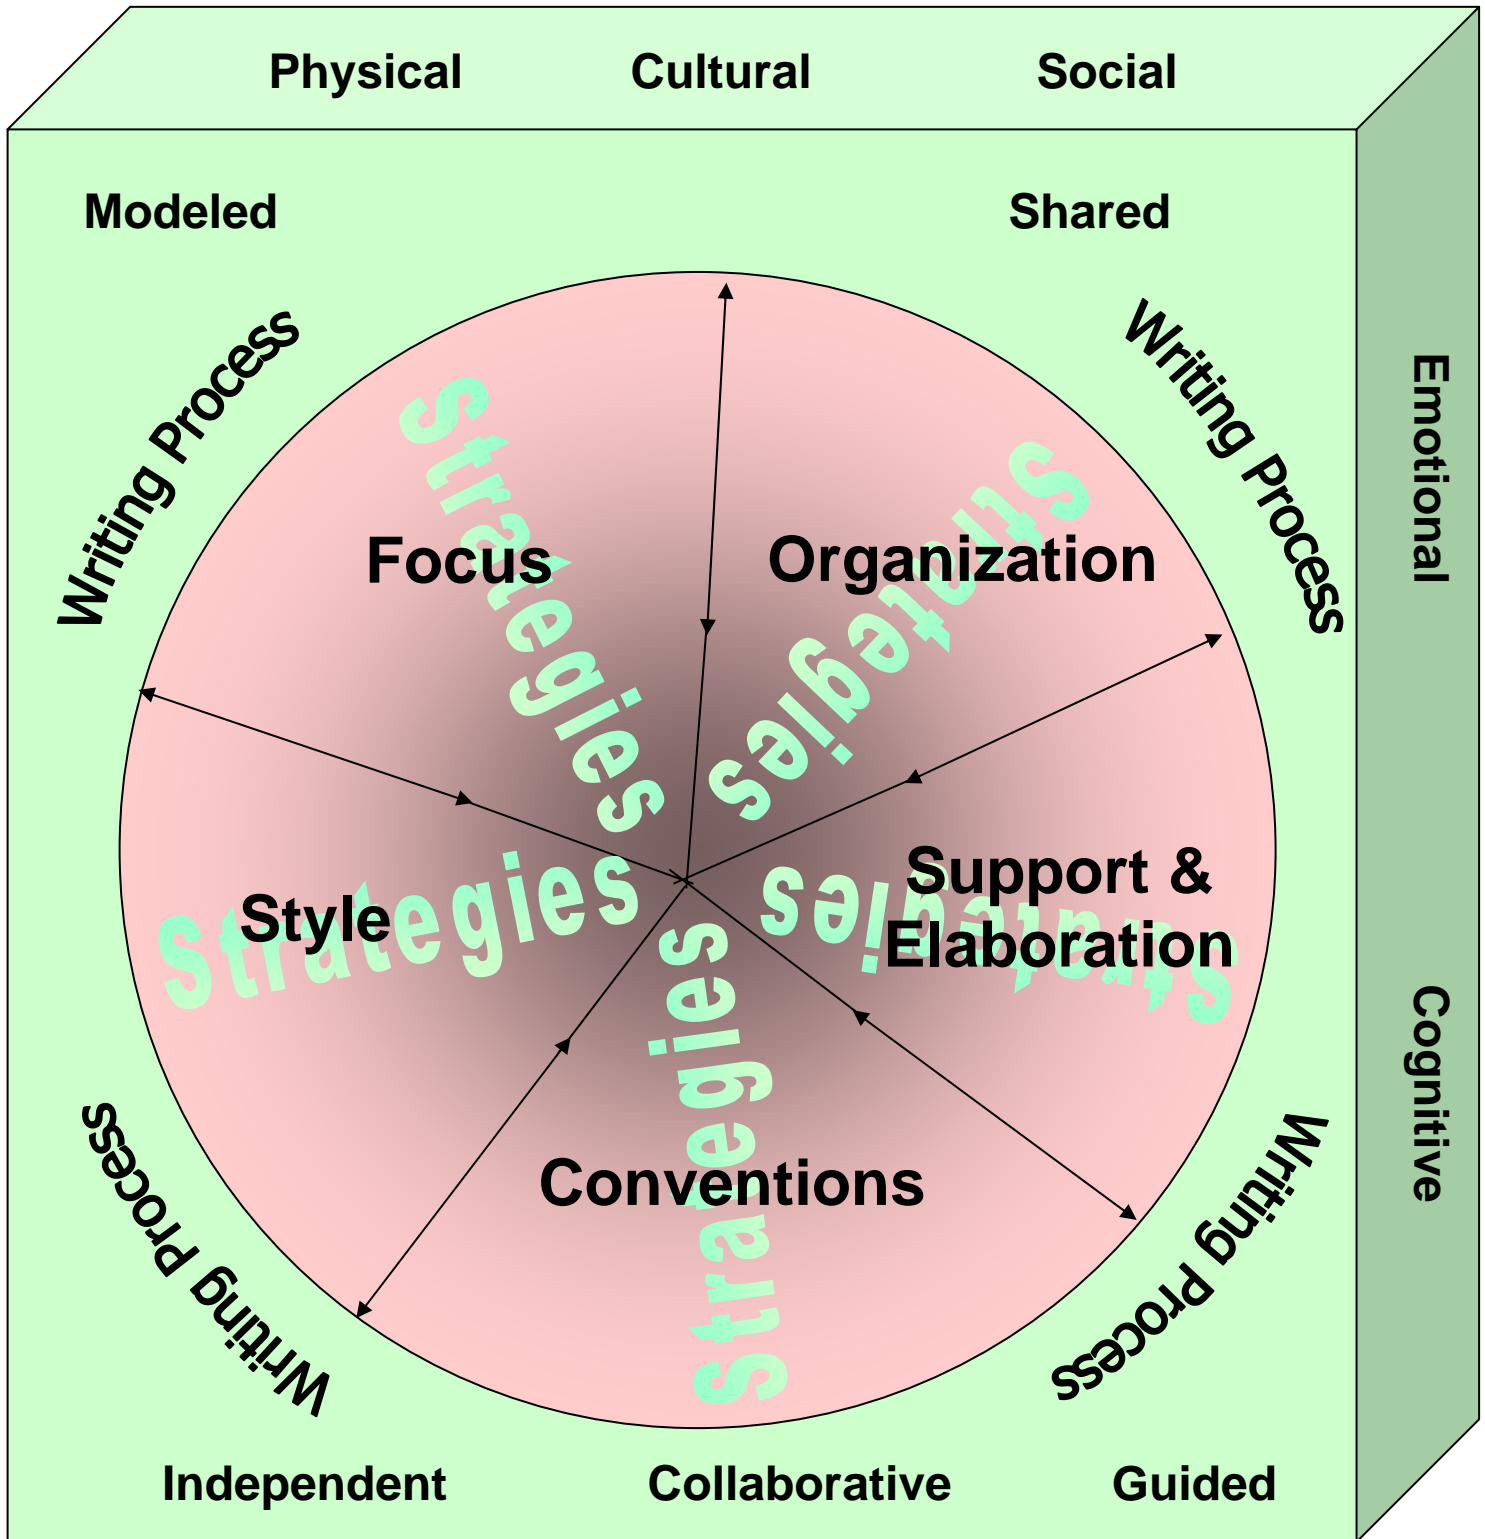 Physical Cultural Social
Modeled Shared
Writing Process
Writing Process
Emotional
Strategies
Strategies
Focus
Organization
Strategies
Style
Strategies
Support &
Elaboration
Cognitive
Strategies
Conventions
Writing Process
Writing Process
Independent Collaborative Guided